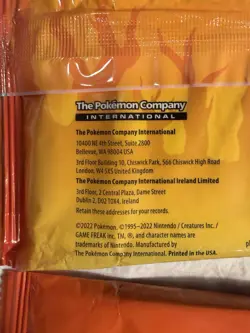 The Pokémon Company
INTERNATIONAL
The Pokémon Company International
10400 NE 4th Street, Suite 2800
Bellevue, WA 98004 USA
3rd Floor Building 10, Chiswick Park, 566 Chiswick High Road
London, W4 5XS United Kingdom
The Pokémon Company International Ireland Limited
3rd Floor, 2 Central Plaza, Dame Street
Dublin 2, D02 T0X4, Ireland
Retain these addresses for your records.
©2022 Pokémon. ©1995–2022 Nintendo / Creatures Inc. /
GAME FREAK inc. TM, ®, and character names are
trademarks of Nintendo. Manufactured by
The Pokémon Company International. Printed in the USA.